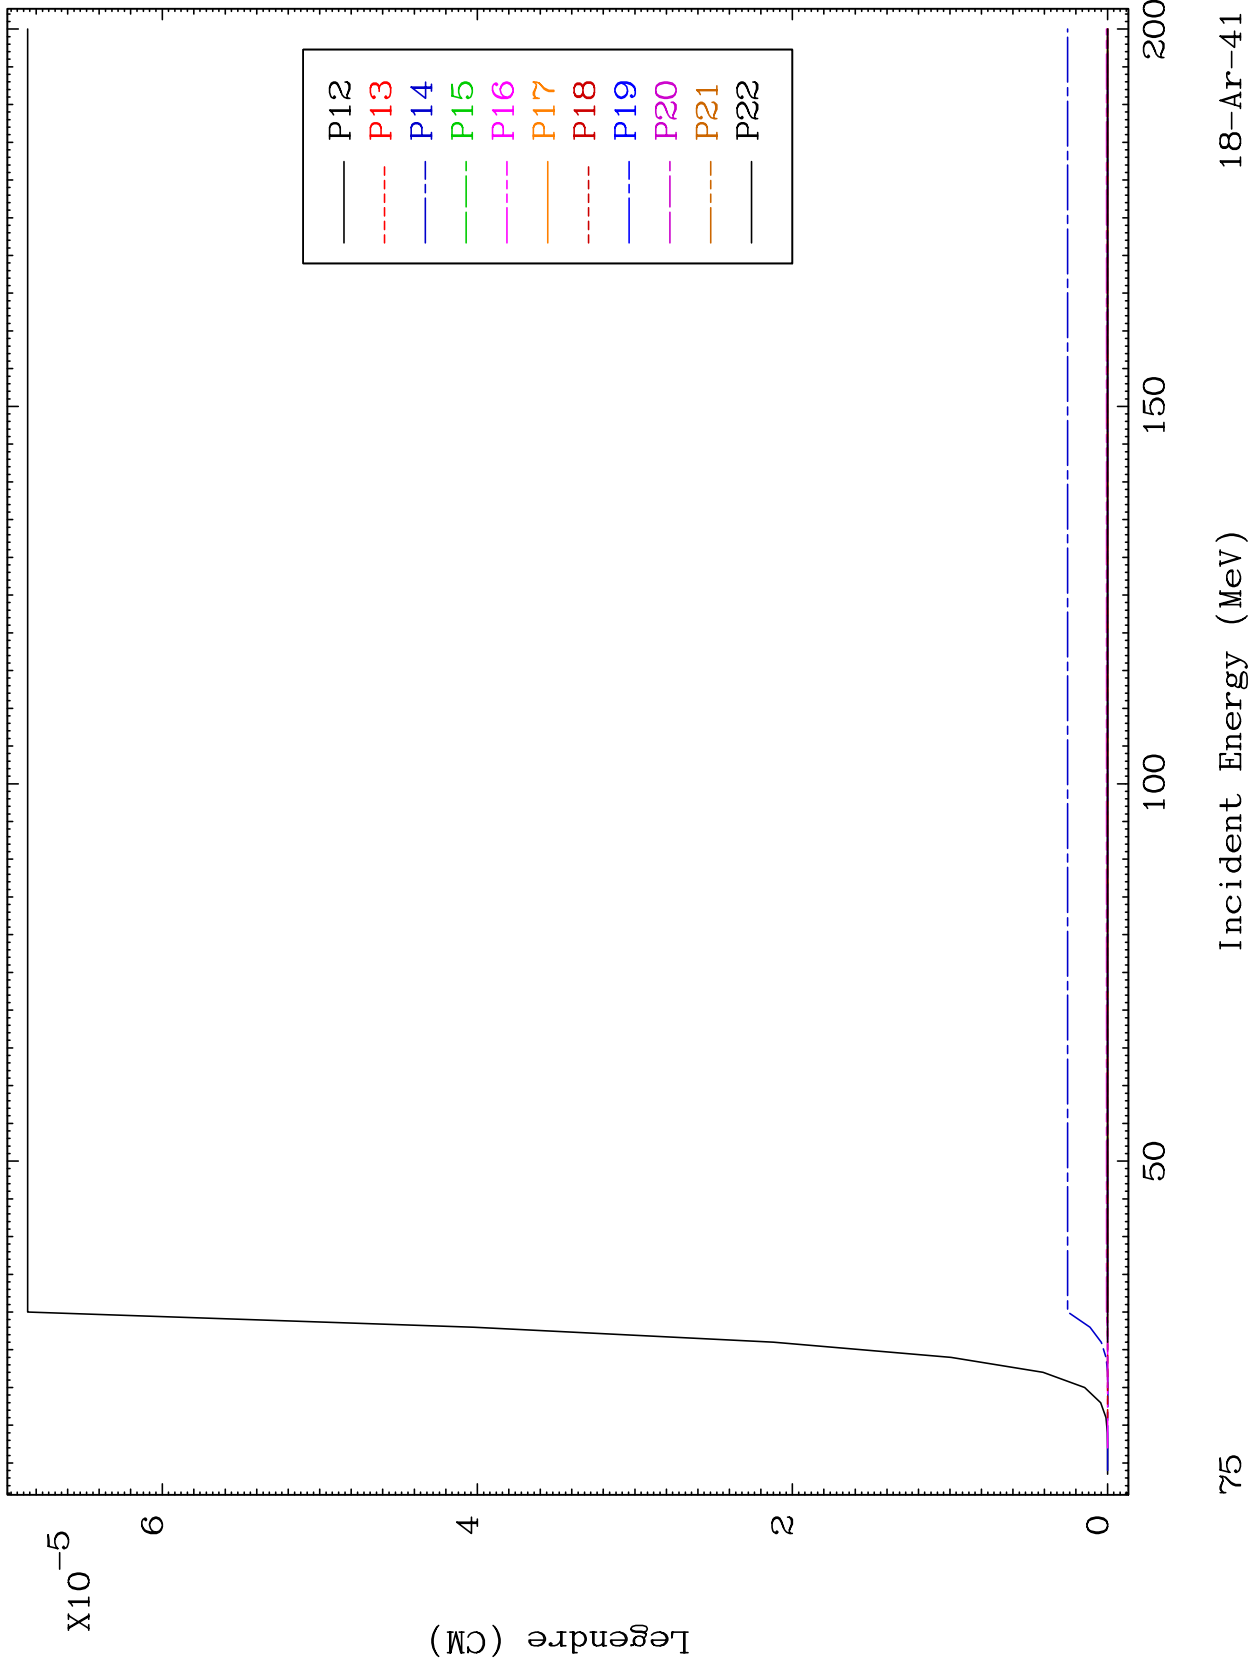 X10-5
6
4
2
0
Legendre (CM)
P12
P13
P14
P15
P16
P17
P18
P19
P20
P21
P22
50
100
150
200
75
Incident Energy (MeV)
18-Ar-41